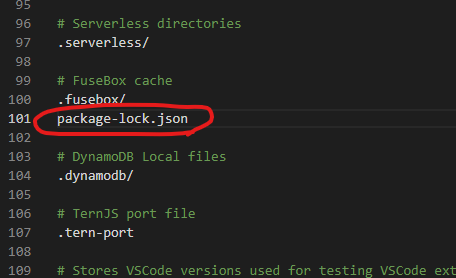 95
96 # Serverless directories
97 .serverless/
98
99 # FuseBox cache
100 .fusebox/
101 package-lock.json
102
103 # DynamoDB Local files
104 .dynamodb/
105
106 # TernJS port file
107 .tern-port
108
109 # Stores VSCode versions used for testing VSCode ext